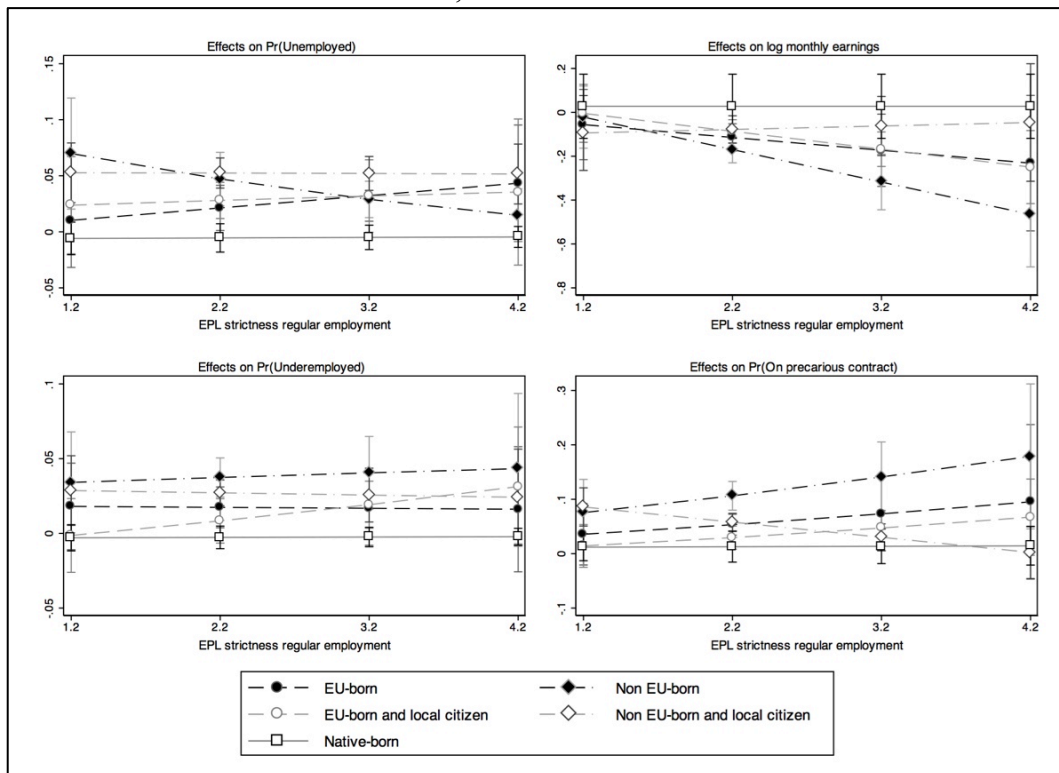 Effects on Pr(Unemployed)
.15
.1
.05
0
-.05
1.2 2.2 3.2 4.2
EPL strictness regular employment
Effects on log monthly earnings
.2
0
-.2
-.4
-.6
-.8
1.2 2.2 3.2 4.2
EPL strictness regular employment
Effects on Pr(Underemployed)
.1
.05
0
-.05
1.2 2.2 3.2 4.2
EPL strictness regular employment
Effects on Pr(On precarious contract)
.3
.2
.1
0
-.1
1.2 2.2 3.2 4.2
EPL strictness regular employment
EU-born
Non EU-born
EU-born and local citizen
Non EU-born and local citizen
Native-born